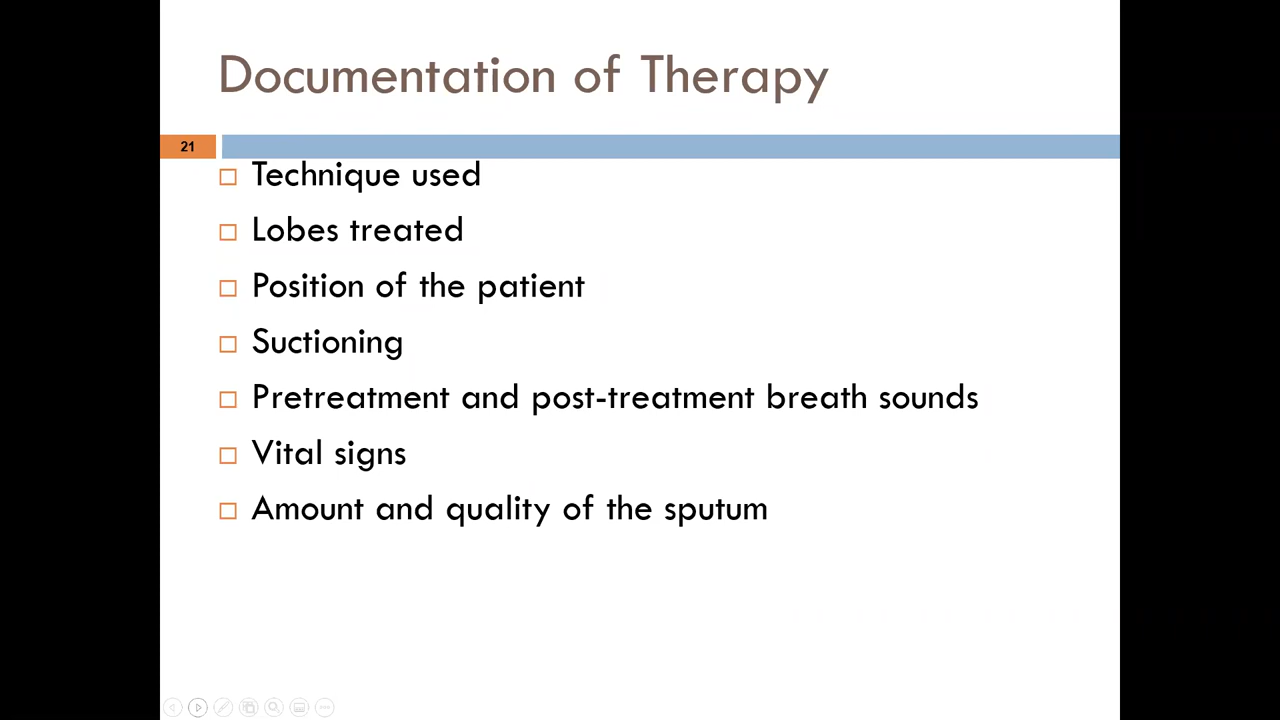 Documentation of Therapy
21
Technique used
Lobes treated
Position of the patient
Suctioning
Pretreatment and post-treatment breath sounds
Vital signs
Amount and quality of the sputum